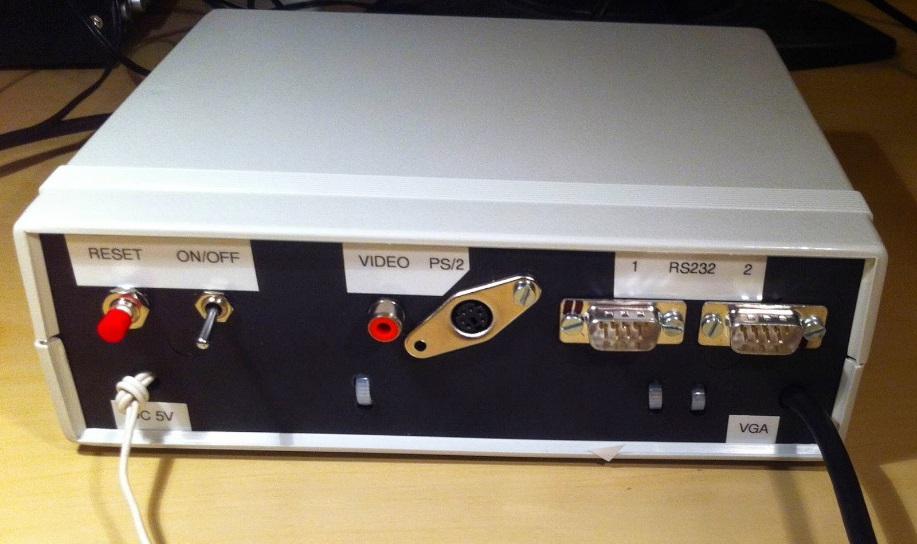 RESET ON/OFF
VIDEO PS/2
1 RS232 2
C 5V
VGA